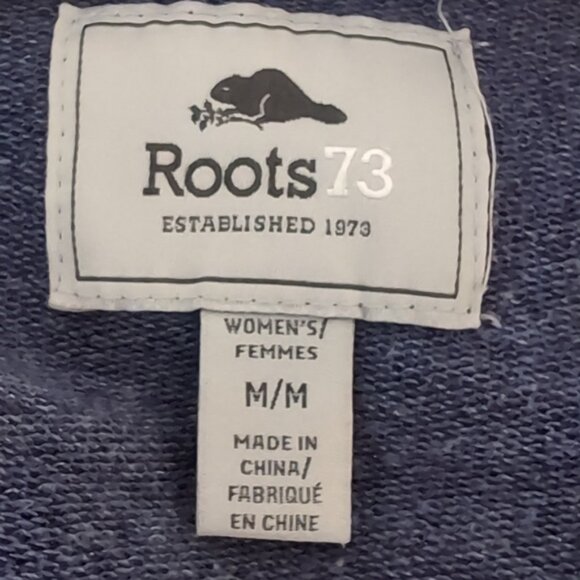 Roots73
ESTABLISHED 1973
WOMEN'S/
FEMMES
M/M
MADE IN
CHINA/
FABRIQUÉ
EN CHINE